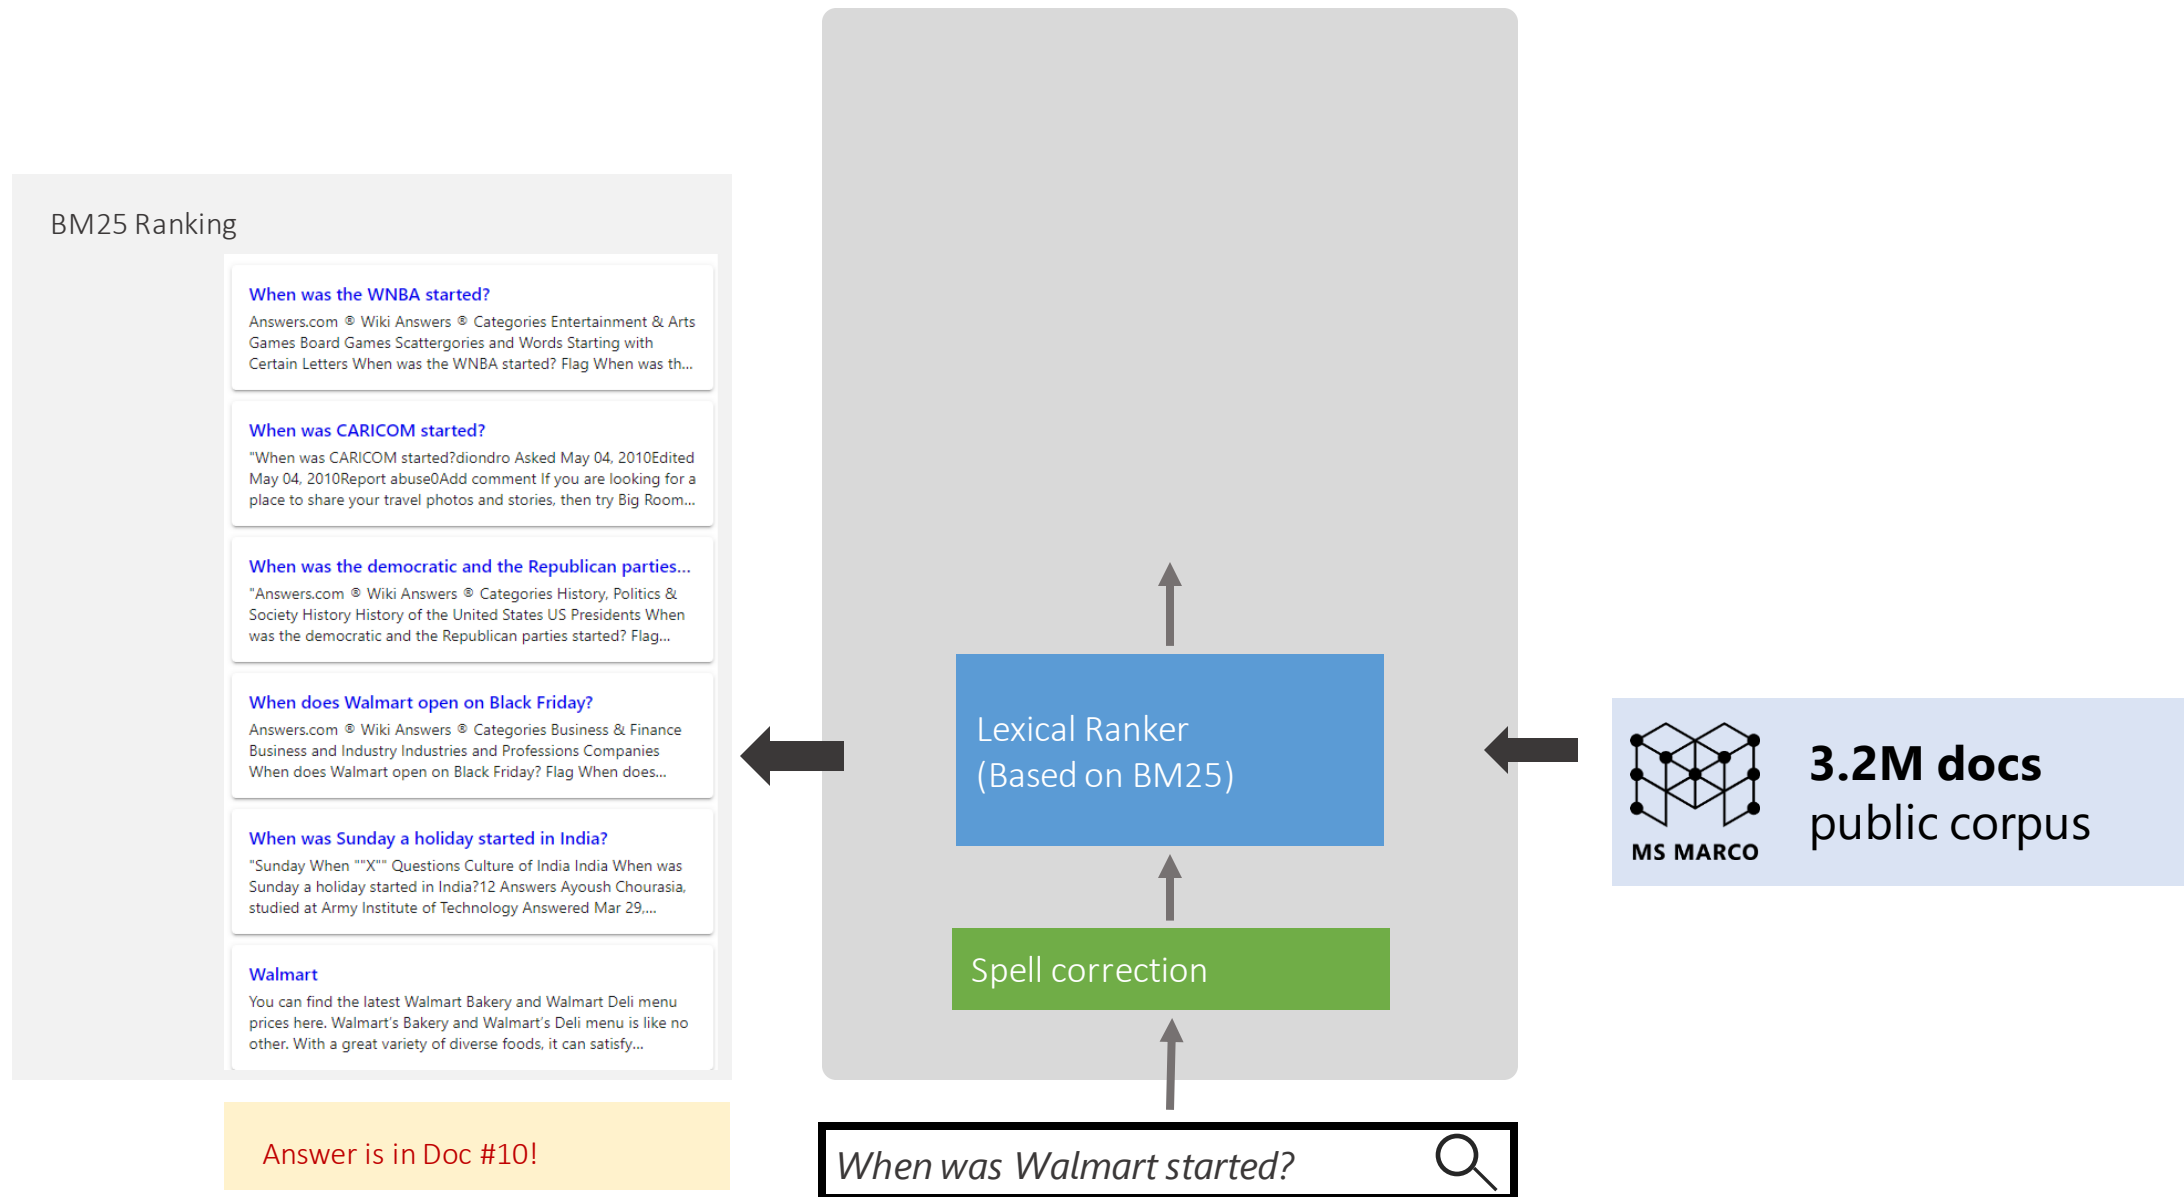 BM25 Ranking
When was the WNBA started?
Answers.com ® Wiki Answers ® Categories Entertainment & Arts
Games Board Games Scattergories and Words Starting with
Certain Letters When was the WNBA started? Flag When was th...
When was CARICOM started?
"When was CARICOM started?diondro Asked May 04, 2010Edited
May 04, 2010Report abuse0Add comment If you are looking for a
place to share your travel photos and stories, then try Big Room...
When was the democratic and the Republican parties...
"Answers.com ® Wiki Answers ® Categories History, Politics &
Society History History of the United States US Presidents When
was the democratic and the Republican parties started? Flag...
When does Walmart open on Black Friday?
Answers.com ® Wiki Answers ® Categories Business & Finance
Business and Industry Industries and Professions Companies
When does Walmart open on Black Friday? Flag When does...
When was Sunday a holiday started in India?
"Sunday When ""X"" Questions Culture of India India When was
Sunday a holiday started in India?12 Answers Ayoush Chourasia,
studied at Army Institute of Technology Answered Mar 29,...
Walmart
You can find the latest Walmart Bakery and Walmart Deli menu
prices here. Walmart's Bakery and Walmart's Deli menu is like no
other. With a great variety of diverse foods, it can satisfy...
Answer is in Doc #10!
Lexical Ranker
(Based on BM25)
Spell correction
When was Walmart started?
MS MARCO
3.2M docs
public corpus